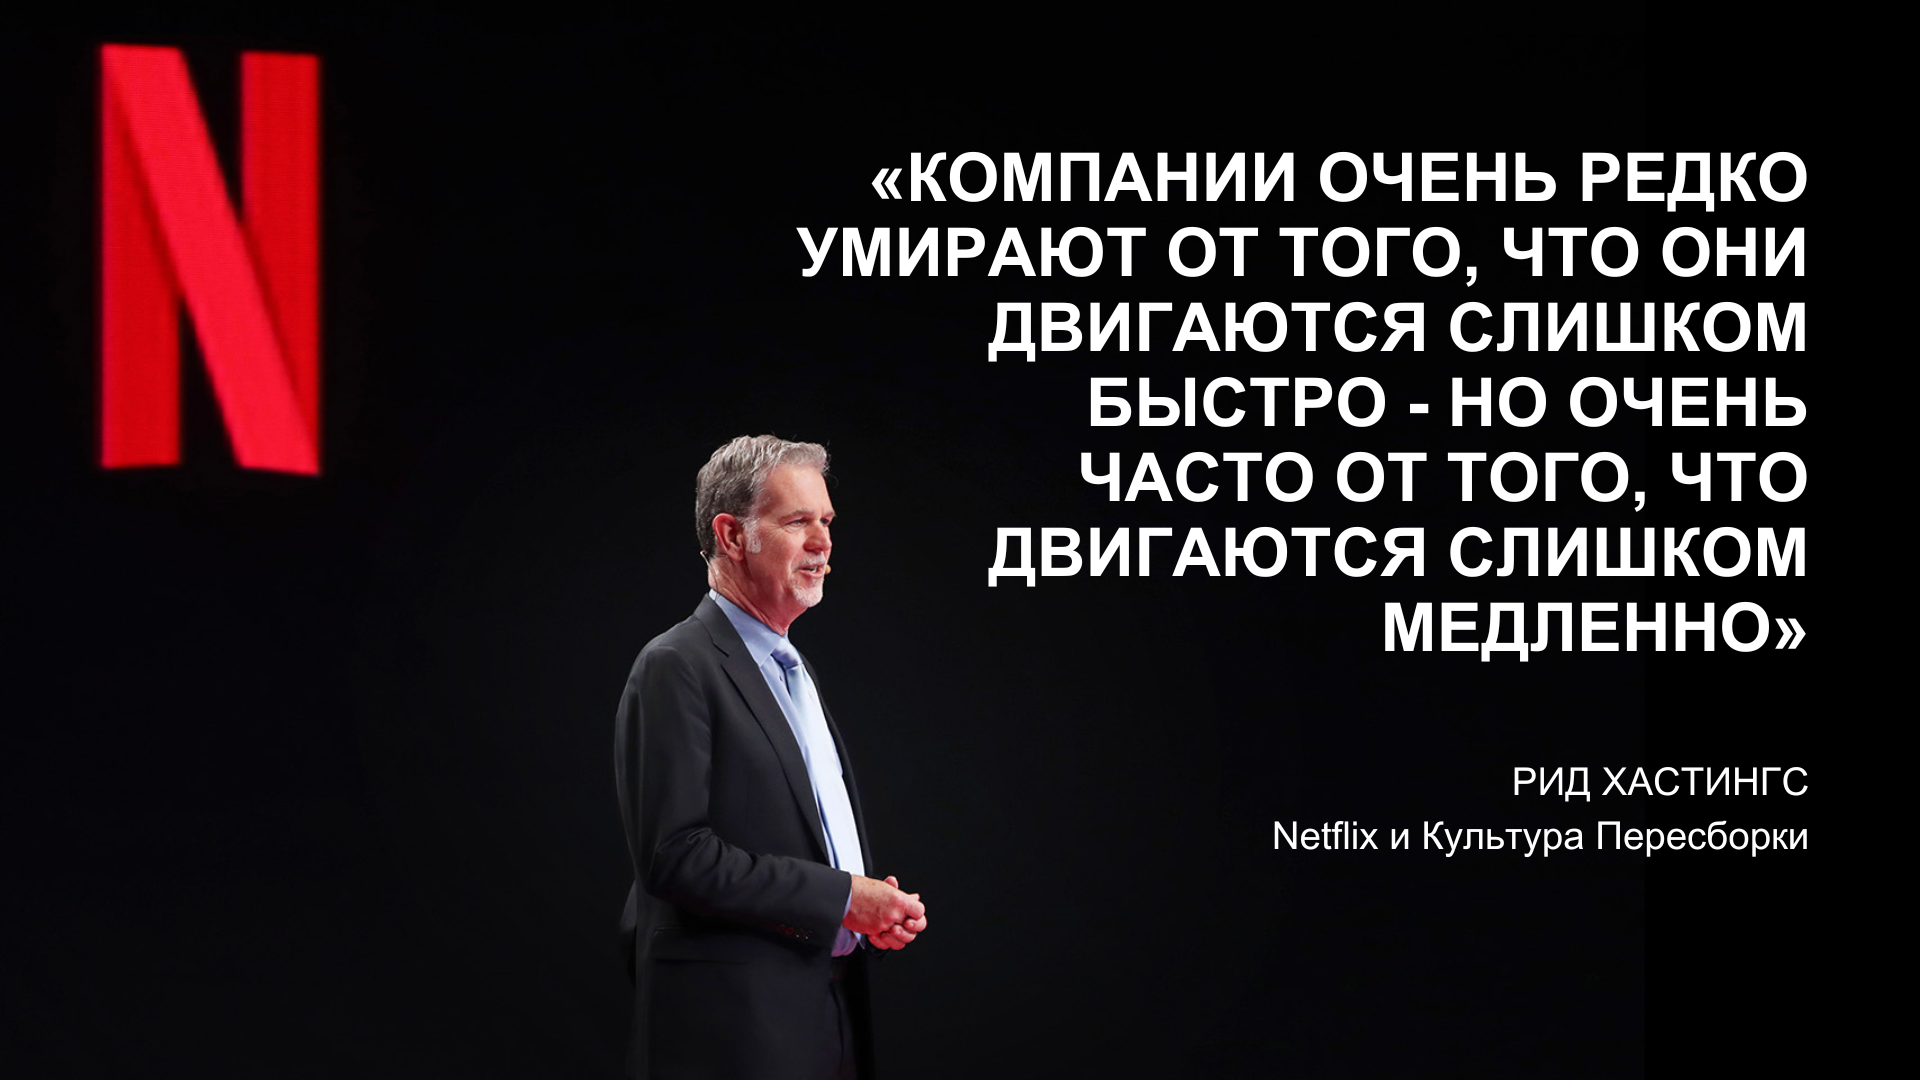 N
«КОМПАНИИ ОЧЕНЬ РЕДКО
УМИРАЮТ ОТ ТОГО, ЧТО ОНИ
ДВИГАЮТСЯ СЛИШКОМ
БЫСТРО - НО ОЧЕНЬ
ЧАСТО ОТ ТОГО, ЧТО
ДВИГАЮТСЯ СЛИШКОМ
МЕДЛЕННО»
РИД ХАСТИНГС
Netflix и Культура Пересборки